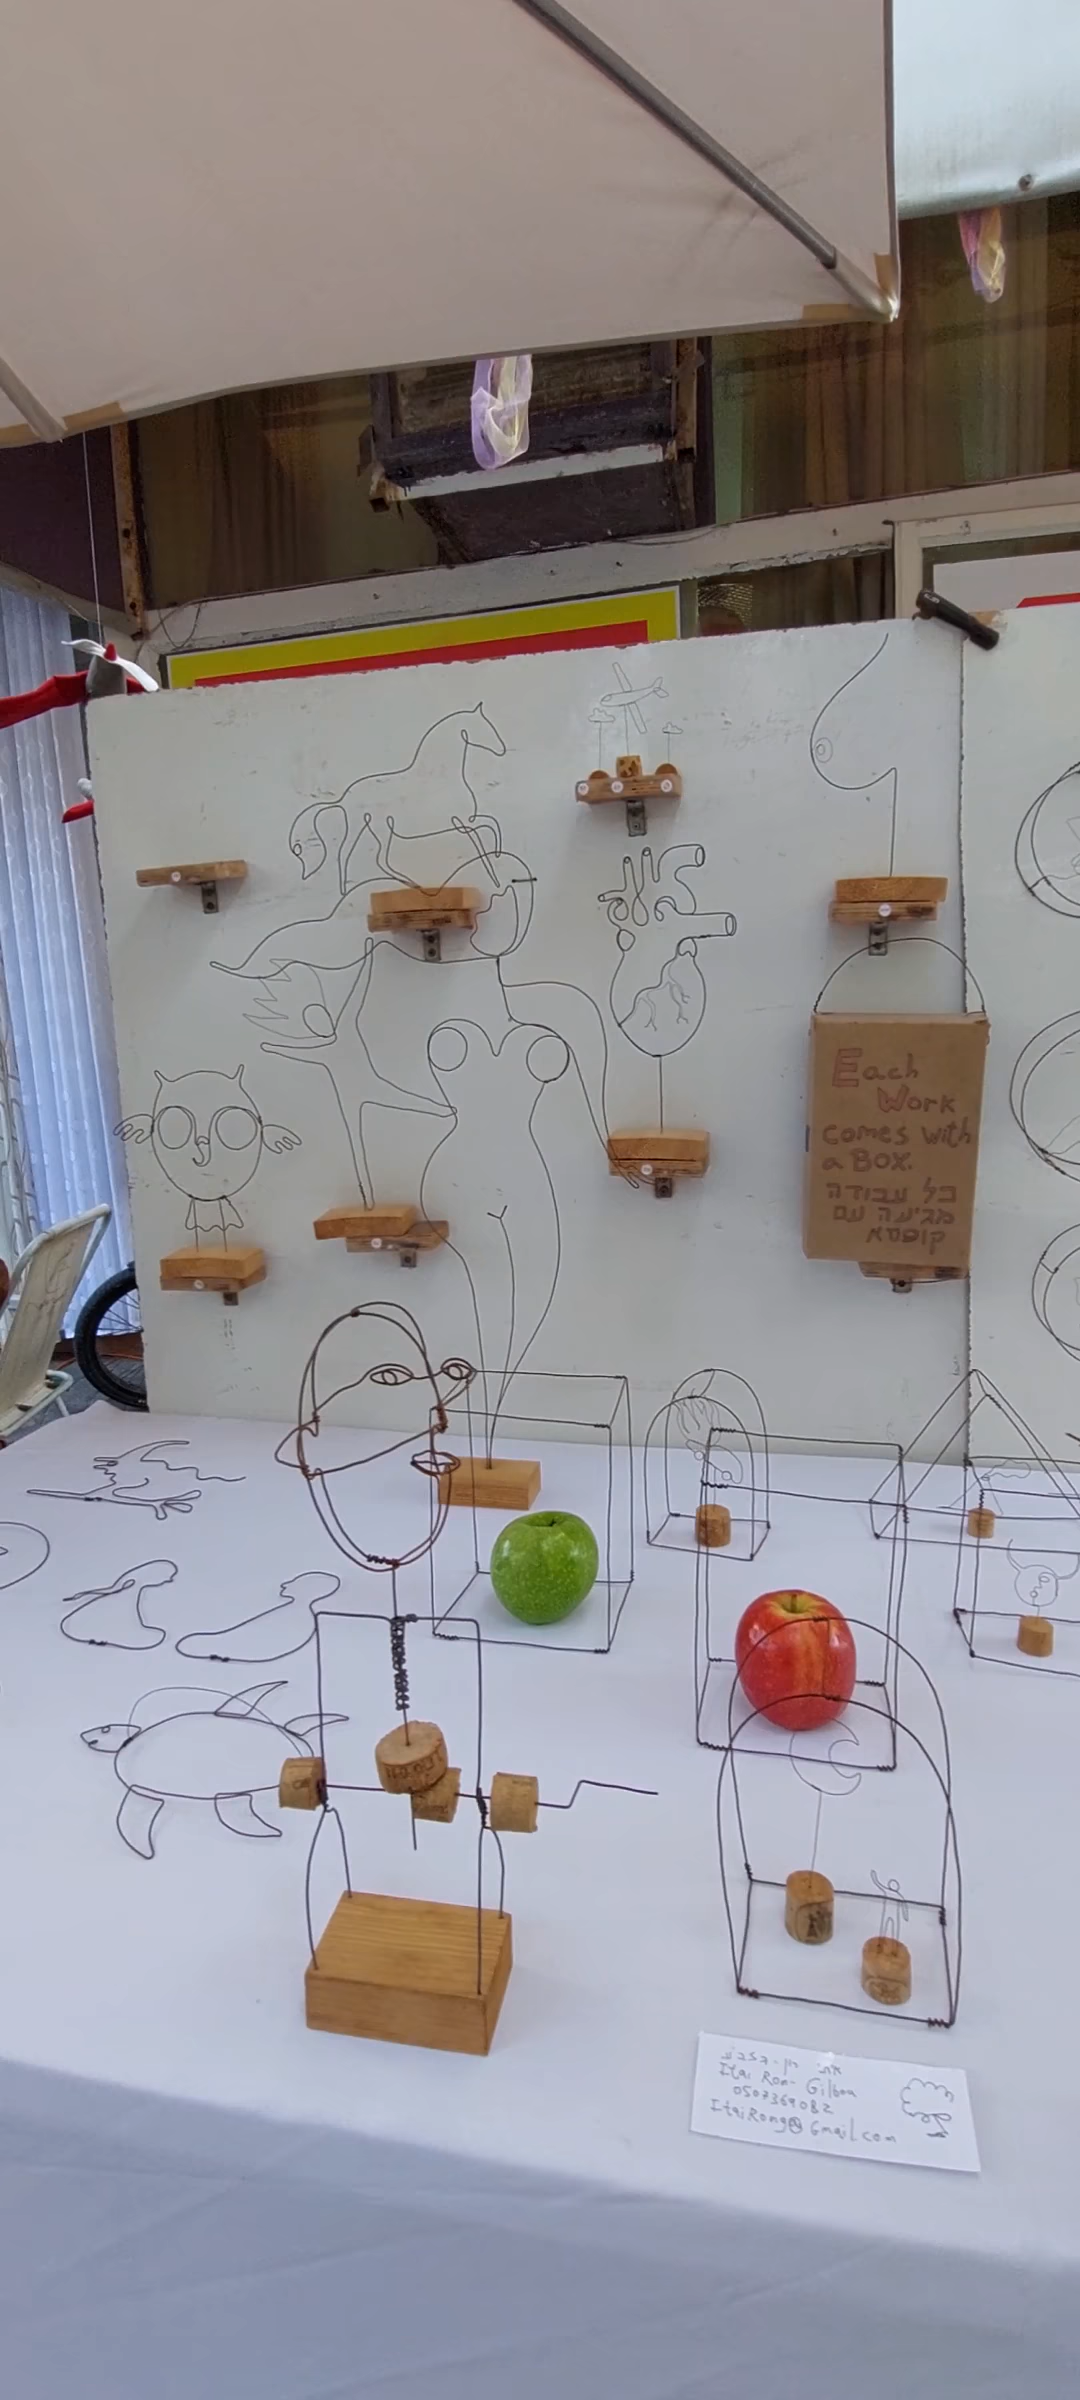 Each
Work
comes with
a BOX.
כל עבודה
מגיעה עם
קופסא
איתי רון-גלבוע
Itai Ron- Gilboa
0507369082
ItaiRong@Gmail.com